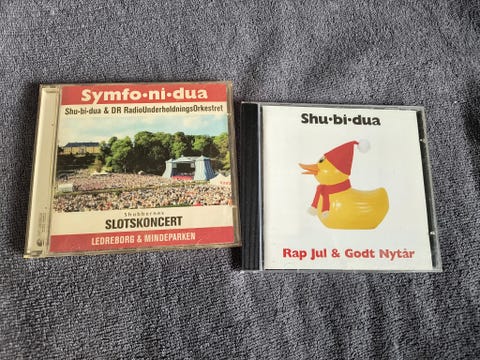 Symfo·ni·dua
Shu·bi·dua & DR RadioUnderholdningsOrkestret
Shubbernes
SLOTSKONCERT
LEDREBORG & MINDEPARKEN
Shu·bi·dua
Rap Jul & Godt Nytår